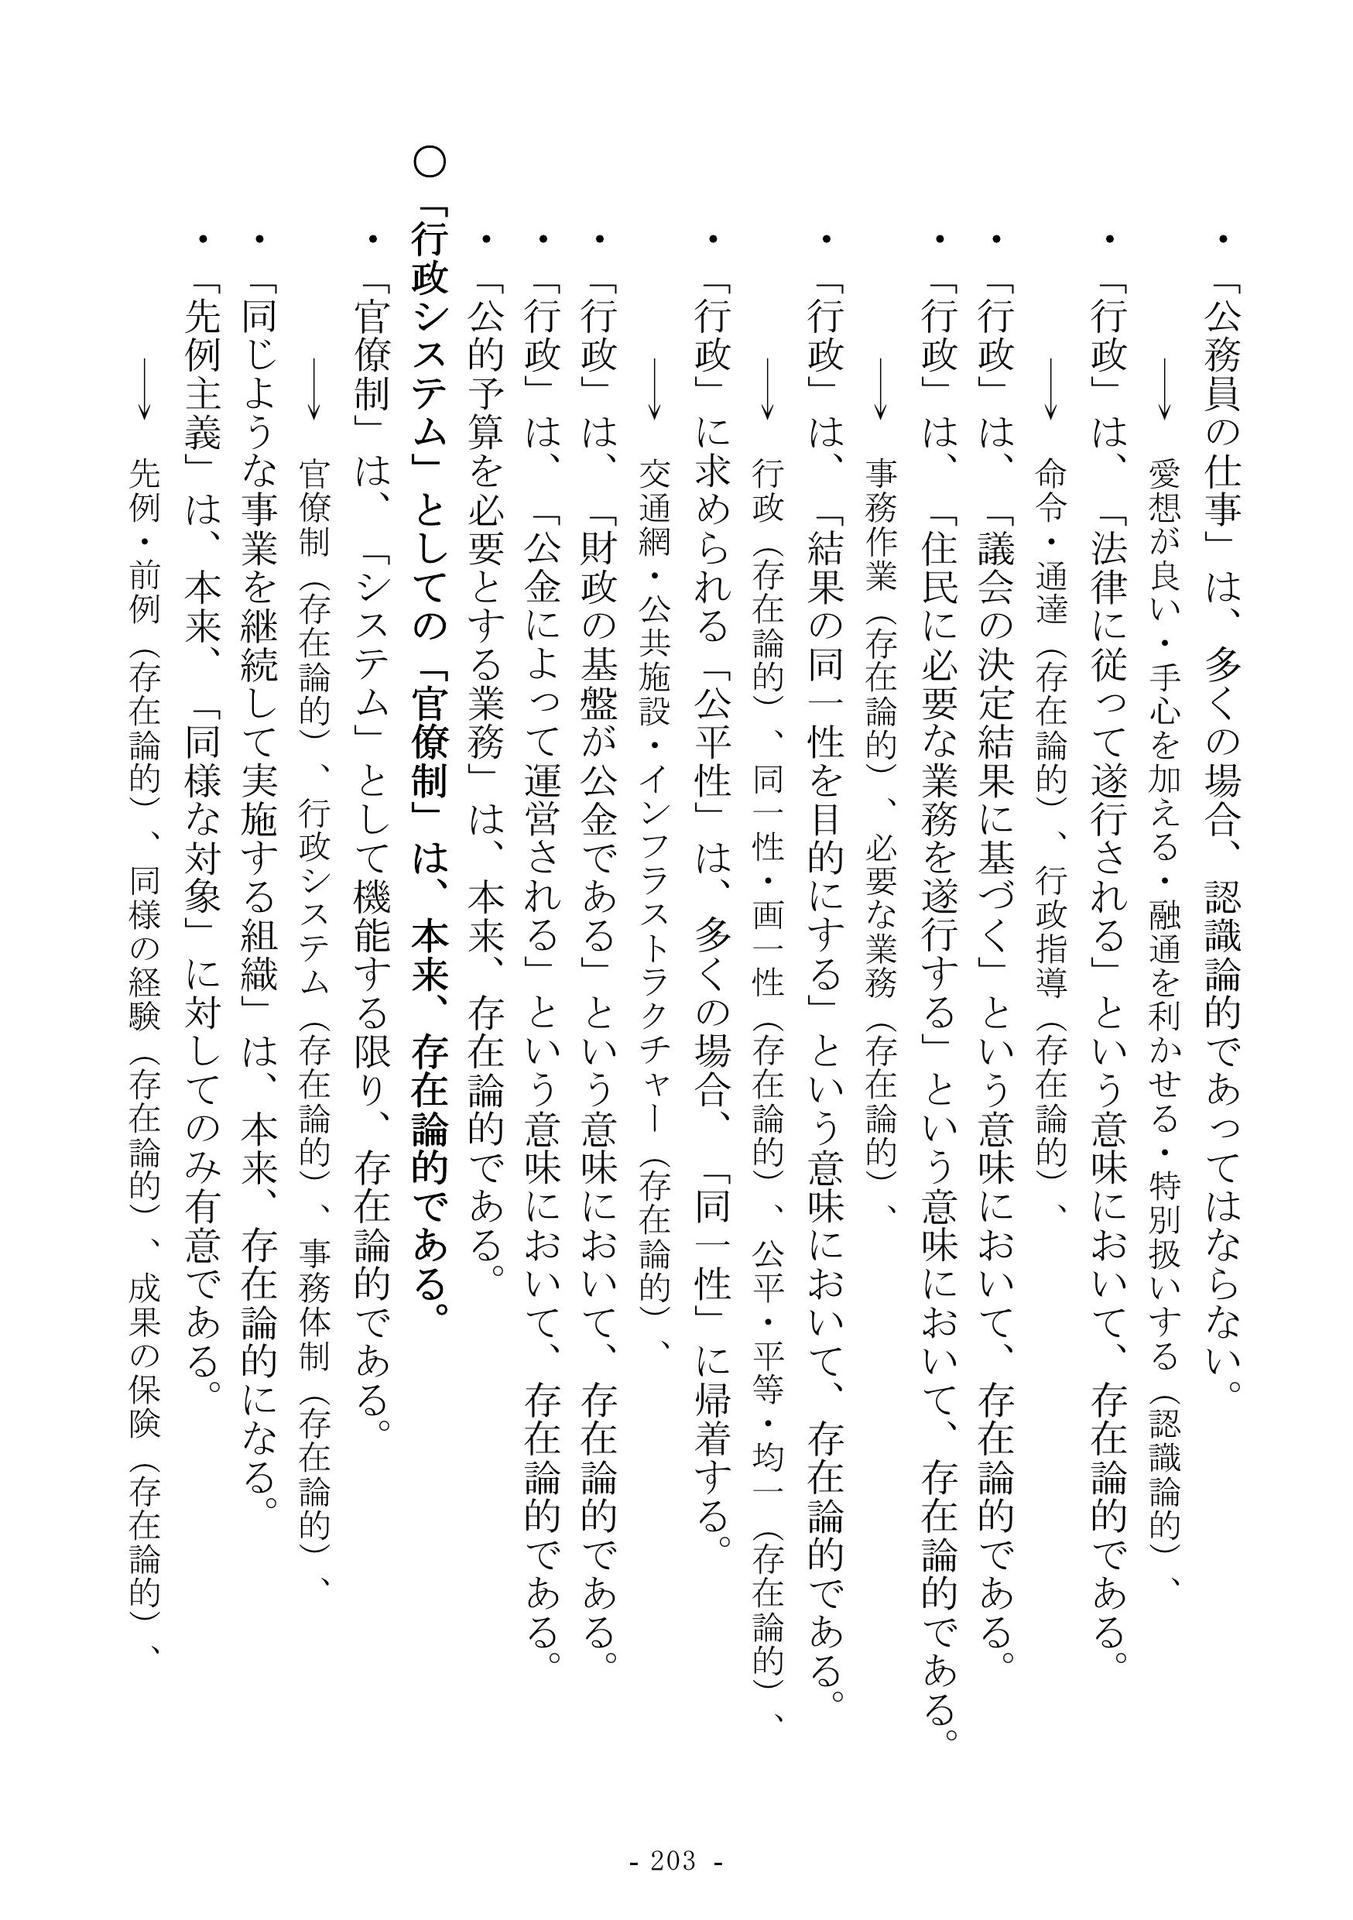 ・「公務員の仕事」は、多くの場合、認識論的であってはならない。
→ 愛想が良い・手心を加える・融通を利かせる・特別扱いする（認識論的）、
・「行政」は、「法律に従って遂行される」という意味において、存在論的である。
→ 命令・通達（存在論的）、行政指導（存在論的）、
・「行政」は、「議会の決定結果に基づく」という意味において、存在論的である。
・「行政」は、「住民に必要な業務を遂行する」という意味において、存在論的である。
→ 事務作業（存在論的）、必要な業務（存在論的）、
・「行政」は、「結果の同一性を目的にする」という意味において、存在論的である。
→ 行政（存在論的）、同一性・画一性（存在論的）、公平・平等・均一（存在論的）、
・「行政」に求められる「公平性」は、多くの場合、「同一性」に帰着する。
→ 交通網・公共施設・インフラストラクチャー（存在論的）、
・「行政」は、「財政の基盤が公金である」という意味において、存在論的である。
・「行政」は、「公金によって運営される」という意味において、存在論的である。
・「公的予算を必要とする業務」は、本来、存在論的である。
○「行政システム」としての「官僚制」は、本来、存在論的である。
・「官僚制」は、「システム」として機能する限り、存在論的である。
→ 官僚制（存在論的）、行政システム（存在論的）、事務体制（存在論的）、
・「同じような事業を継続して実施する組織」は、本来、存在論的になる。
・「先例主義」は、本来、「同様な対象」に対してのみ有意である。
→ 先例・前例（存在論的）、同様の経験（存在論的）、成果の保険（存在論的）、
- 203 -